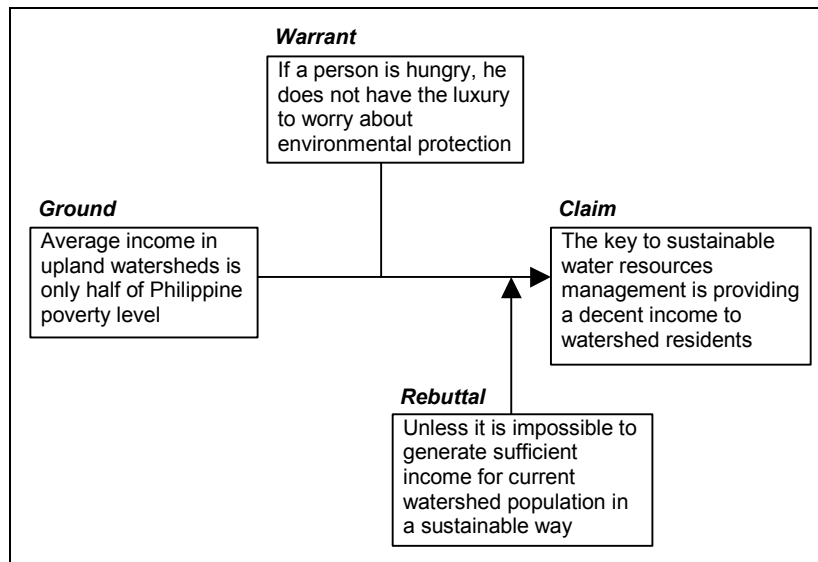 Warrant
If a person is hungry, he
does not have the luxury
to worry about
environmental protection
Ground
Average income in
upland watersheds is
only half of Philippine
poverty level
Claim
The key to sustainable
water resources
management is providing
a decent income to
watershed residents
Rebuttal
Unless it is impossible to
generate sufficient
income for current
watershed population in
a sustainable way